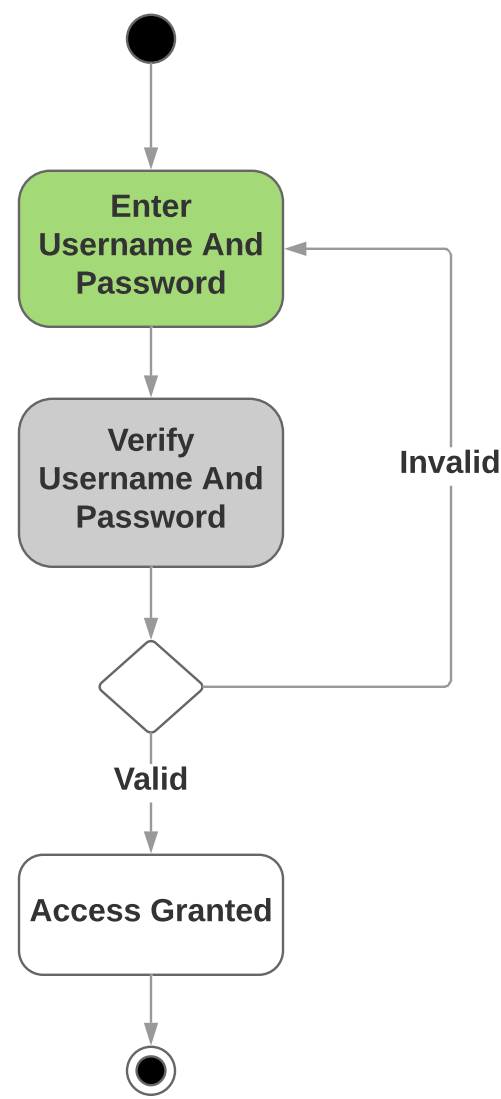 Enter
Username And
Password
Verify
Username And
Password
Invalid
Valid
Access Granted